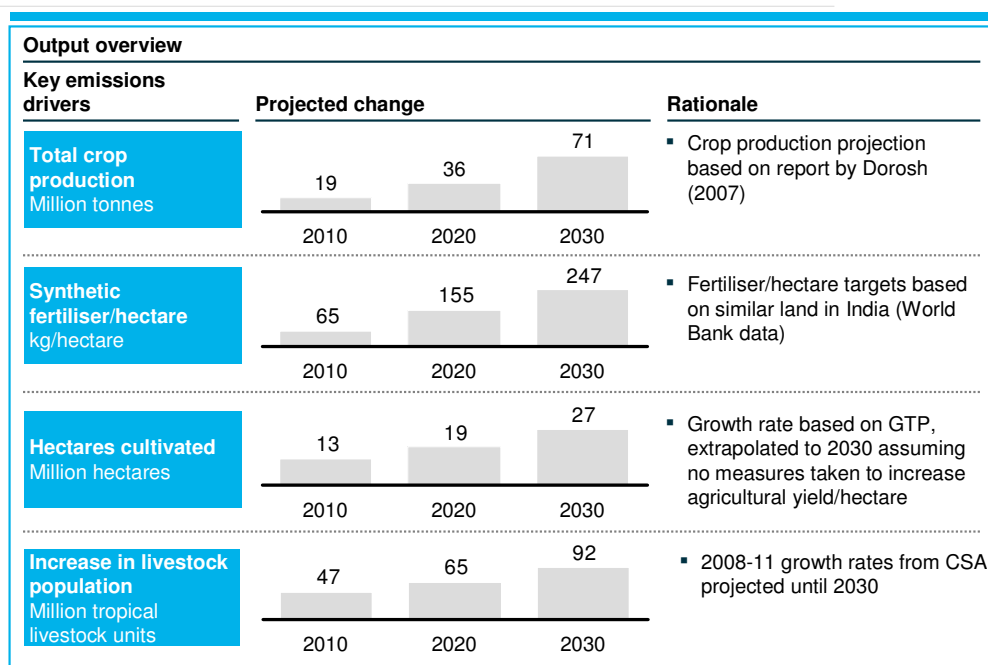 Output overview
Key emissions
drivers
Projected change
Rationale
Total crop
production
Million tonnes
19
36
71
2010
2020
2030
▪ Crop production projection
based on report by Dorosh
(2007)
Synthetic
fertiliser/hectare
kg/hectare
65
155
247
2010
2020
2030
▪ Fertiliser/hectare targets based
on similar land in India (World
Bank data)
Hectares cultivated
Million hectares
13
19
27
2010
2020
2030
▪ Growth rate based on GTP,
extrapolated to 2030 assuming
no measures taken to increase
agricultural yield/hectare
Increase in livestock
population
Million tropical
livestock units
47
65
92
2010
2020
2030
▪ 2008-11 growth rates from CSA
projected until 2030